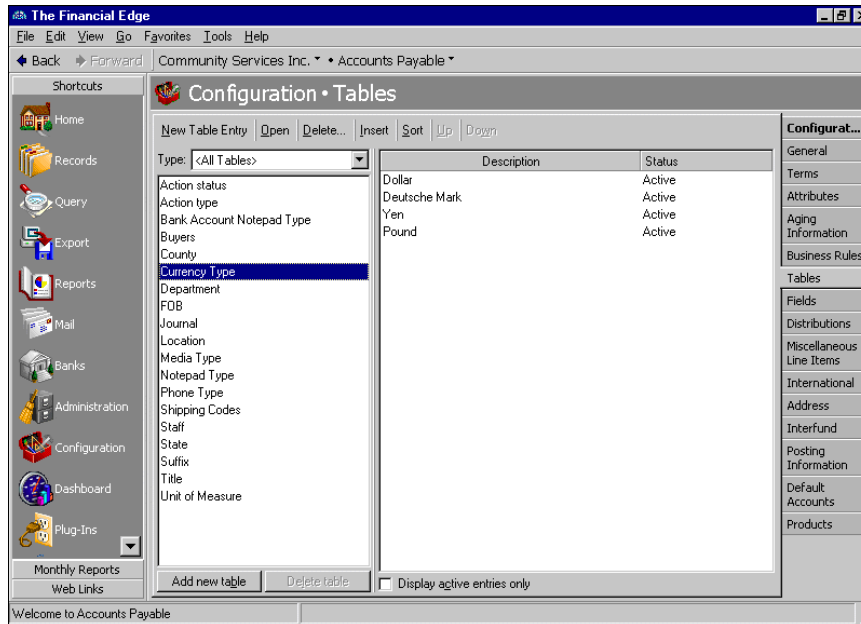 The Financial Edge
File Edit View Go Favorites Tools Help
Back Forward Community Services Inc. • Accounts Payable
Shortcuts
Home
Records
Query
Export
Reports
Mail
Banks
Administration
Configuration
Dashboard
Plug-Ins
Monthly Reports
Web Links
Configuration • Tables
New Table Entry Open Delete... Insert Sort Up Down
Type: <All Tables>
Action status
Action type
Bank Account Notepad Type
Buyers
County
Currency Type
Department
FOB
Journal
Location
Media Type
Notepad Type
Phone Type
Shipping Codes
Staff
State
Suffix
Title
Unit of Measure
Add new table Delete table
Description Status
Dollar Active
Deutsche Mark Active
Yen Active
Pound Active
Display active entries only
Configurat...
General
Terms
Attributes
Aging
Information
Business Rules
Tables
Fields
Distributions
Miscellaneous
Line Items
International
Address
Interfund
Posting
Information
Default
Accounts
Products
Welcome to Accounts Payable